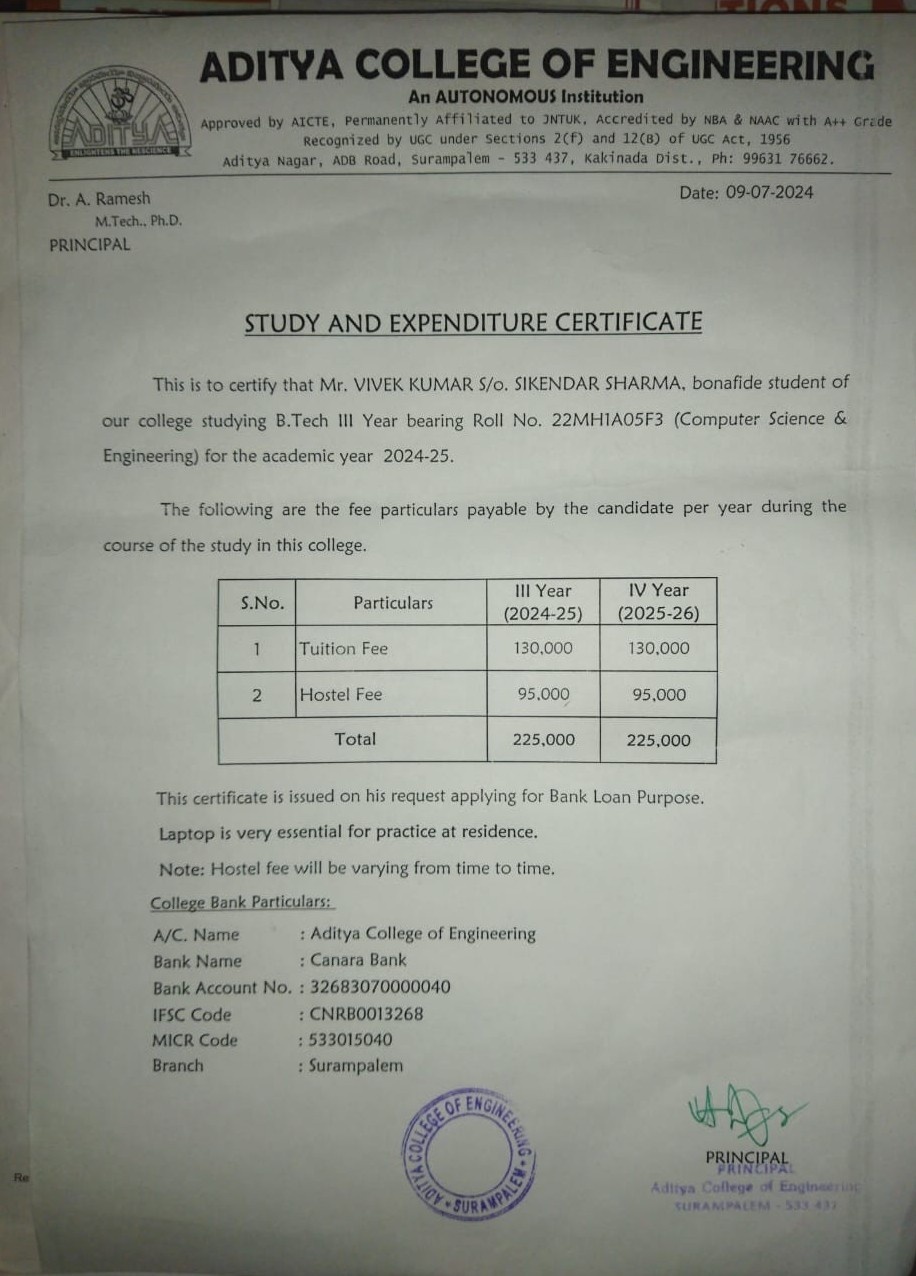 TIONS
ADITYA COLLEGE OF ENGINEERING
An AUTONOMOUS Institution
Approved by AICTE, Permanently Affiliated to JNTUK, Accredited by NBA & NAAC with A++ Grade
Recognized by UGC under Sections 2(f) and 12(B) of UGC Act, 1956
Aditya Nagar, ADB Road, Surampalem - 533 437, Kakinada Dist., Ph: 99631 76662.
ADITYA
ENLIGHTENS THE NESCIENCE
Dr. A. Ramesh
M.Tech., Ph.D.
PRINCIPAL
Date: 09-07-2024
STUDY AND EXPENDITURE CERTIFICATE
This is to certify that Mr. VIVEK KUMAR S/o. SIKENDAR SHARMA, bonafide student of
our college studying B.Tech III Year bearing Roll No. 22MH1A05F3 (Computer Science &
Engineering) for the academic year 2024-25.
The following are the fee particulars payable by the candidate per year during the
course of the study in this college.
S.No. Particulars III Year (2024-25) IV Year (2025-26)
1 Tuition Fee 130,000 130,000
2 Hostel Fee 95,000 95,000
Total 225,000 225,000
This certificate is issued on his request applying for Bank Loan Purpose.
Laptop is very essential for practice at residence.
Note: Hostel fee will be varying from time to time.
College Bank Particulars:
A/C. Name : Aditya College of Engineering
Bank Name : Canara Bank
Bank Account No. : 32683070000040
IFSC Code : CNRB0013268
MICR Code : 533015040
Branch : Surampalem
ADITYA COLLEGE OF ENGINEERING
* SURAMPALEM *
PRINCIPAL
PRINCIPAL
Aditya College of Engineering
SURAMPALEM - 533 437
Re